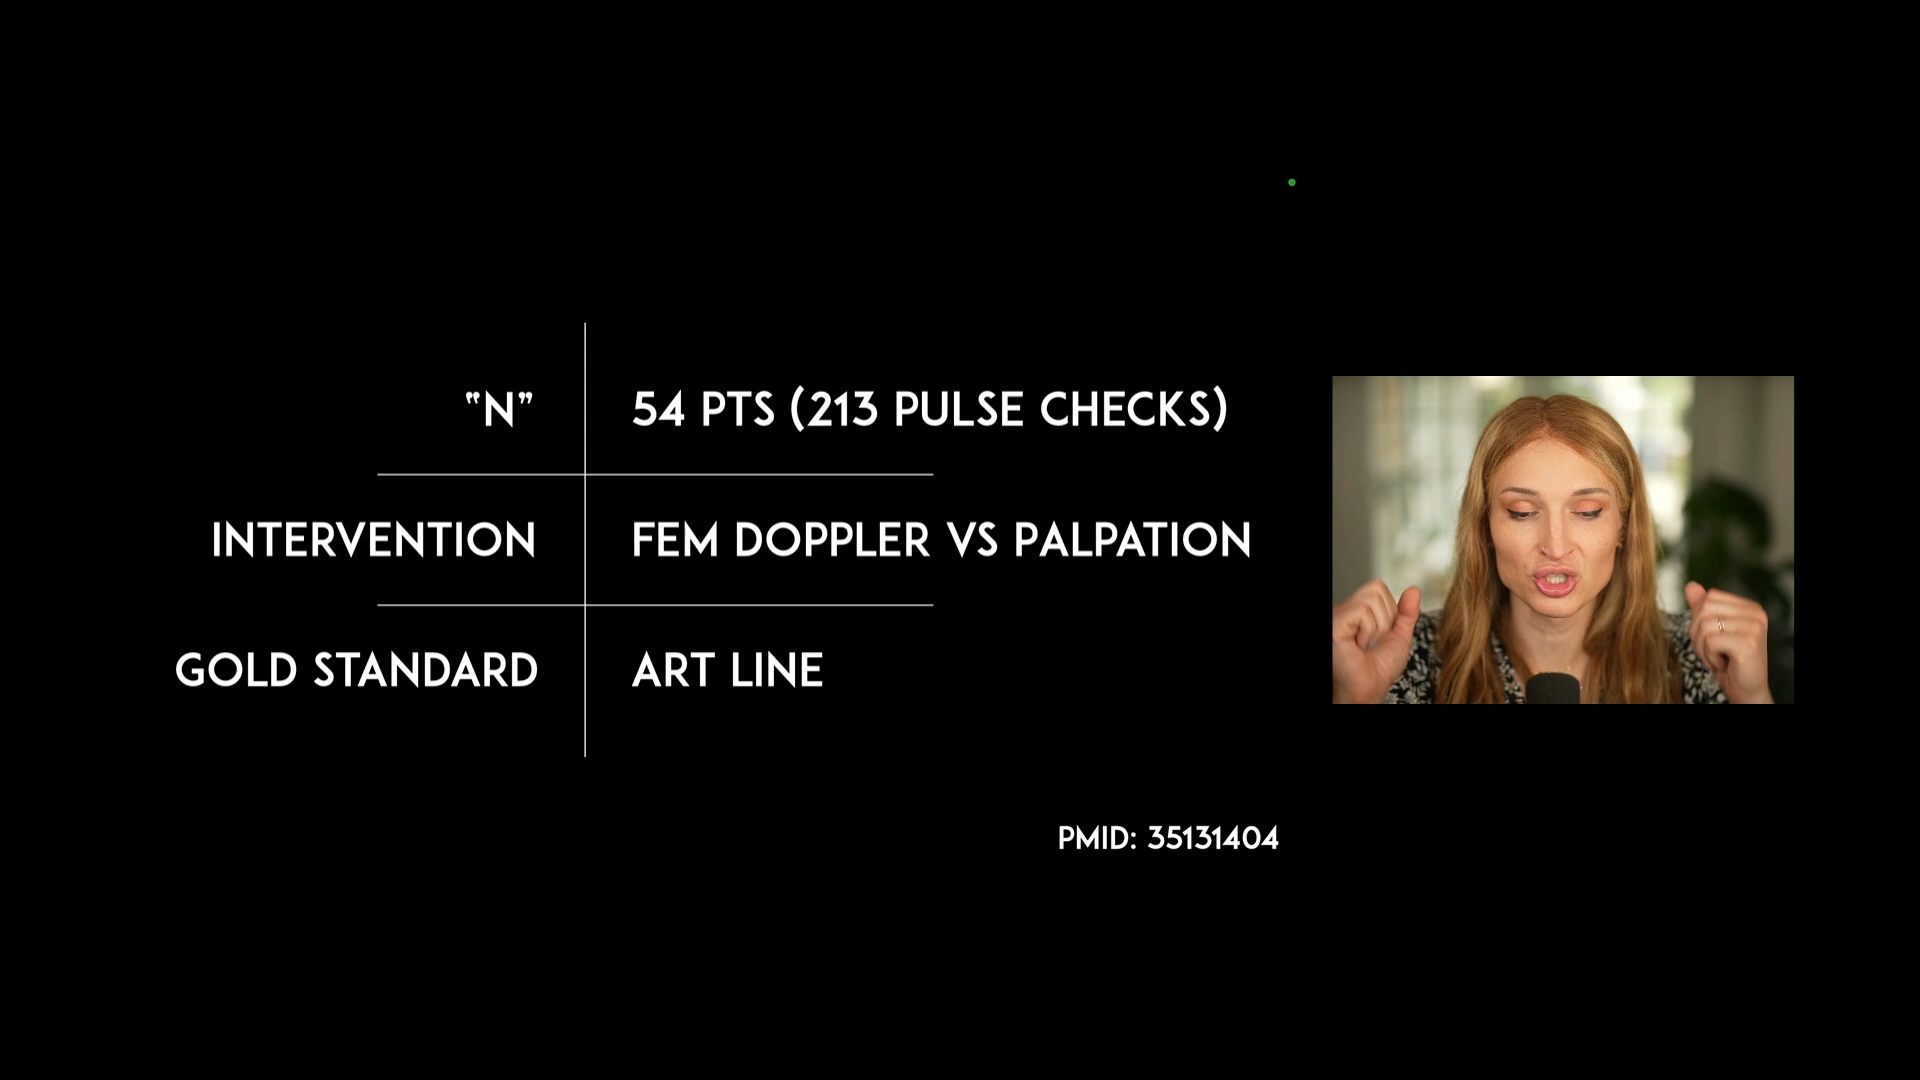 “N”
54 PTS (213 PULSE CHECKS)
INTERVENTION
FEM DOPPLER VS PALPATION
GOLD STANDARD
ART LINE
PMID: 35131404